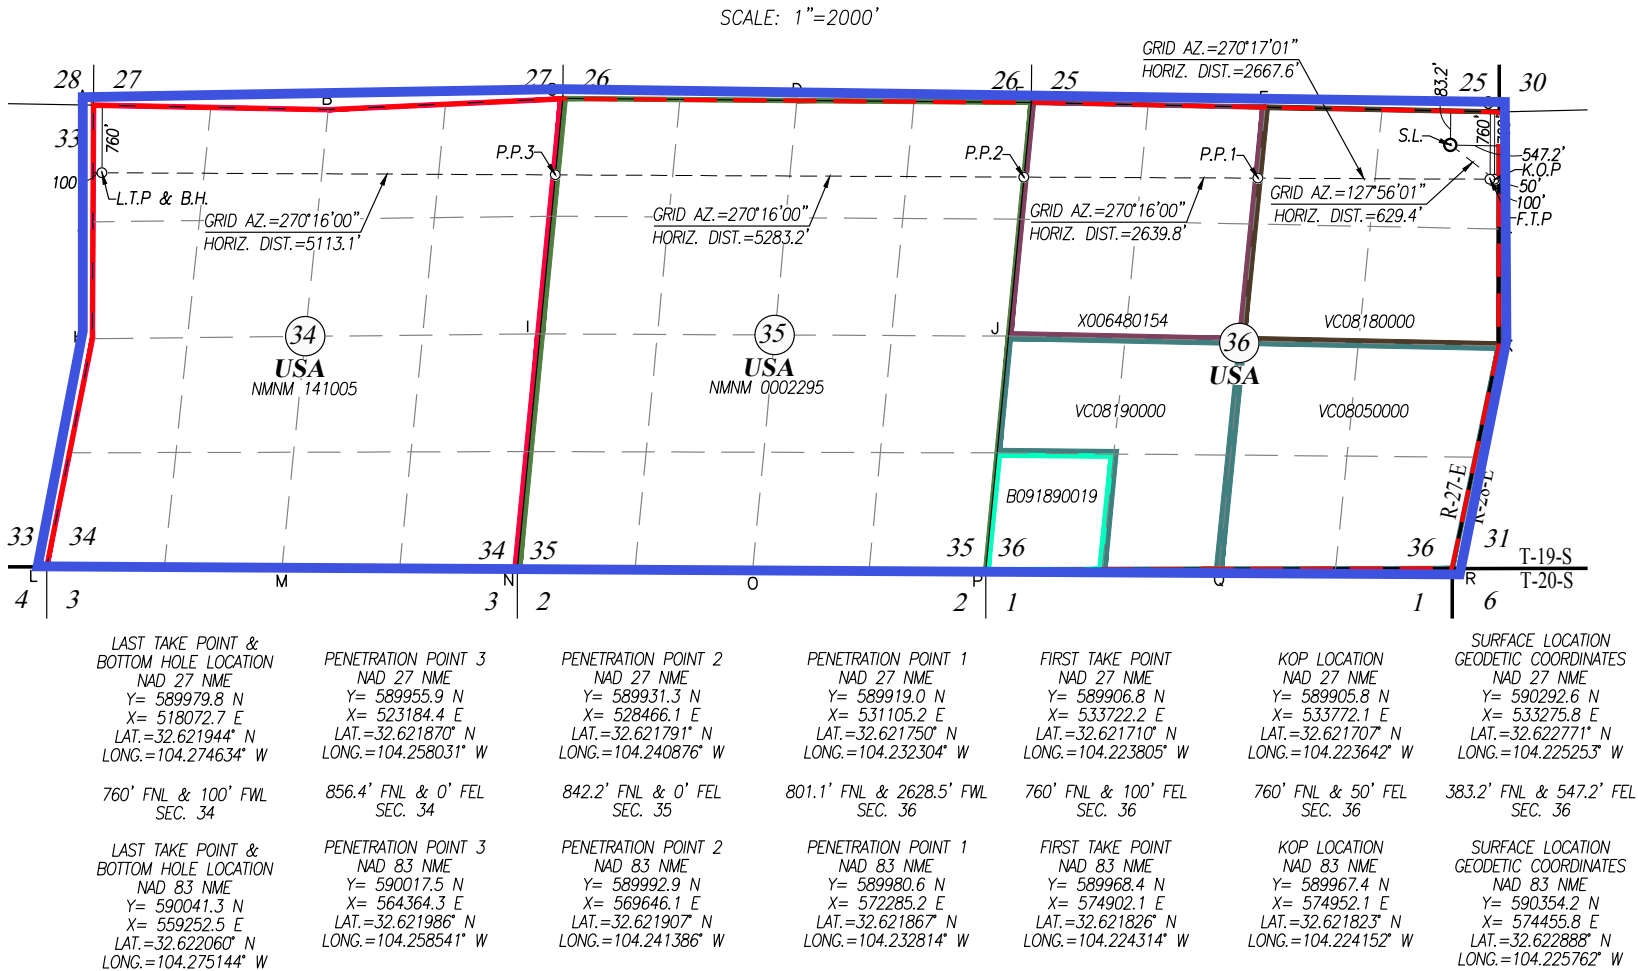 SCALE: 1"=2000'
GRID AZ.=270°17'01"
HORIZ. DIST.=2667.6'
28 27
27 26
26 25
25 30
B
33
760'
100
L.T.P & B.H.
P.P.3
P.P.2
P.P.1
S.L.
83.2'
760'
547.2'
K.O.P
50'
100'
F.T.P
GRID AZ.=270°16'00"
HORIZ. DIST.=5113.1'
GRID AZ.=270°16'00"
HORIZ. DIST.=5283.2'
GRID AZ.=270°16'00"
HORIZ. DIST.=2639.8'
GRID AZ.=127°56'01"
HORIZ. DIST.=629.4'
34
USA
NMNM 141005
I
35
USA
NMNM 0002295
J
X006480154
36
USA
VC08180000
VC08190000
VC08050000
B091890019
R-27-E
R-28-E
33 34
34 35
35 36
36 31
T-19-S
T-20-S
L M N O P Q R
4 3
3 2
2 1
1 6
LAST TAKE POINT &
BOTTOM HOLE LOCATION
NAD 27 NME
Y= 589979.8 N
X= 518072.7 E
LAT.=32.621944° N
LONG.=104.274634° W
760' FNL & 100' FWL
SEC. 34
LAST TAKE POINT &
BOTTOM HOLE LOCATION
NAD 83 NME
Y= 590041.3 N
X= 559252.5 E
LAT.=32.622060° N
LONG.=104.275144° W
PENETRATION POINT 3
NAD 27 NME
Y= 589955.9 N
X= 523184.4 E
LAT.=32.621870° N
LONG.=104.258031° W
856.4' FNL & 0' FEL
SEC. 34
PENETRATION POINT 3
NAD 83 NME
Y= 590017.5 N
X= 564364.3 E
LAT.=32.621986° N
LONG.=104.258541° W
PENETRATION POINT 2
NAD 27 NME
Y= 589931.3 N
X= 528466.1 E
LAT.=32.621791° N
LONG.=104.240876° W
842.2' FNL & 0' FEL
SEC. 35
PENETRATION POINT 2
NAD 83 NME
Y= 589992.9 N
X= 569646.1 E
LAT.=32.621907° N
LONG.=104.241386° W
PENETRATION POINT 1
NAD 27 NME
Y= 589919.0 N
X= 531105.2 E
LAT.=32.621750° N
LONG.=104.232304° W
801.1' FNL & 2628.5' FWL
SEC. 36
PENETRATION POINT 1
NAD 83 NME
Y= 589980.6 N
X= 572285.2 E
LAT.=32.621867° N
LONG.=104.232814° W
FIRST TAKE POINT
NAD 27 NME
Y= 589906.8 N
X= 533722.2 E
LAT.=32.621710° N
LONG.=104.223805° W
760' FNL & 100' FEL
SEC. 36
FIRST TAKE POINT
NAD 83 NME
Y= 589968.4 N
X= 574902.1 E
LAT.=32.621826° N
LONG.=104.224314° W
KOP LOCATION
NAD 27 NME
Y= 589905.8 N
X= 533772.1 E
LAT.=32.621707° N
LONG.=104.223642° W
760' FNL & 50' FEL
SEC. 36
KOP LOCATION
NAD 83 NME
Y= 589967.4 N
X= 574952.1 E
LAT.=32.621823° N
LONG.=104.224152° W
SURFACE LOCATION
GEODETIC COORDINATES
NAD 27 NME
Y= 590292.6 N
X= 533275.8 E
LAT.=32.622771° N
LONG.=104.225253° W
383.2' FNL & 547.2' FEL
SEC. 36
SURFACE LOCATION
GEODETIC COORDINATES
NAD 83 NME
Y= 590354.2 N
X= 574455.8 E
LAT.=32.622888° N
LONG.=104.225762° W